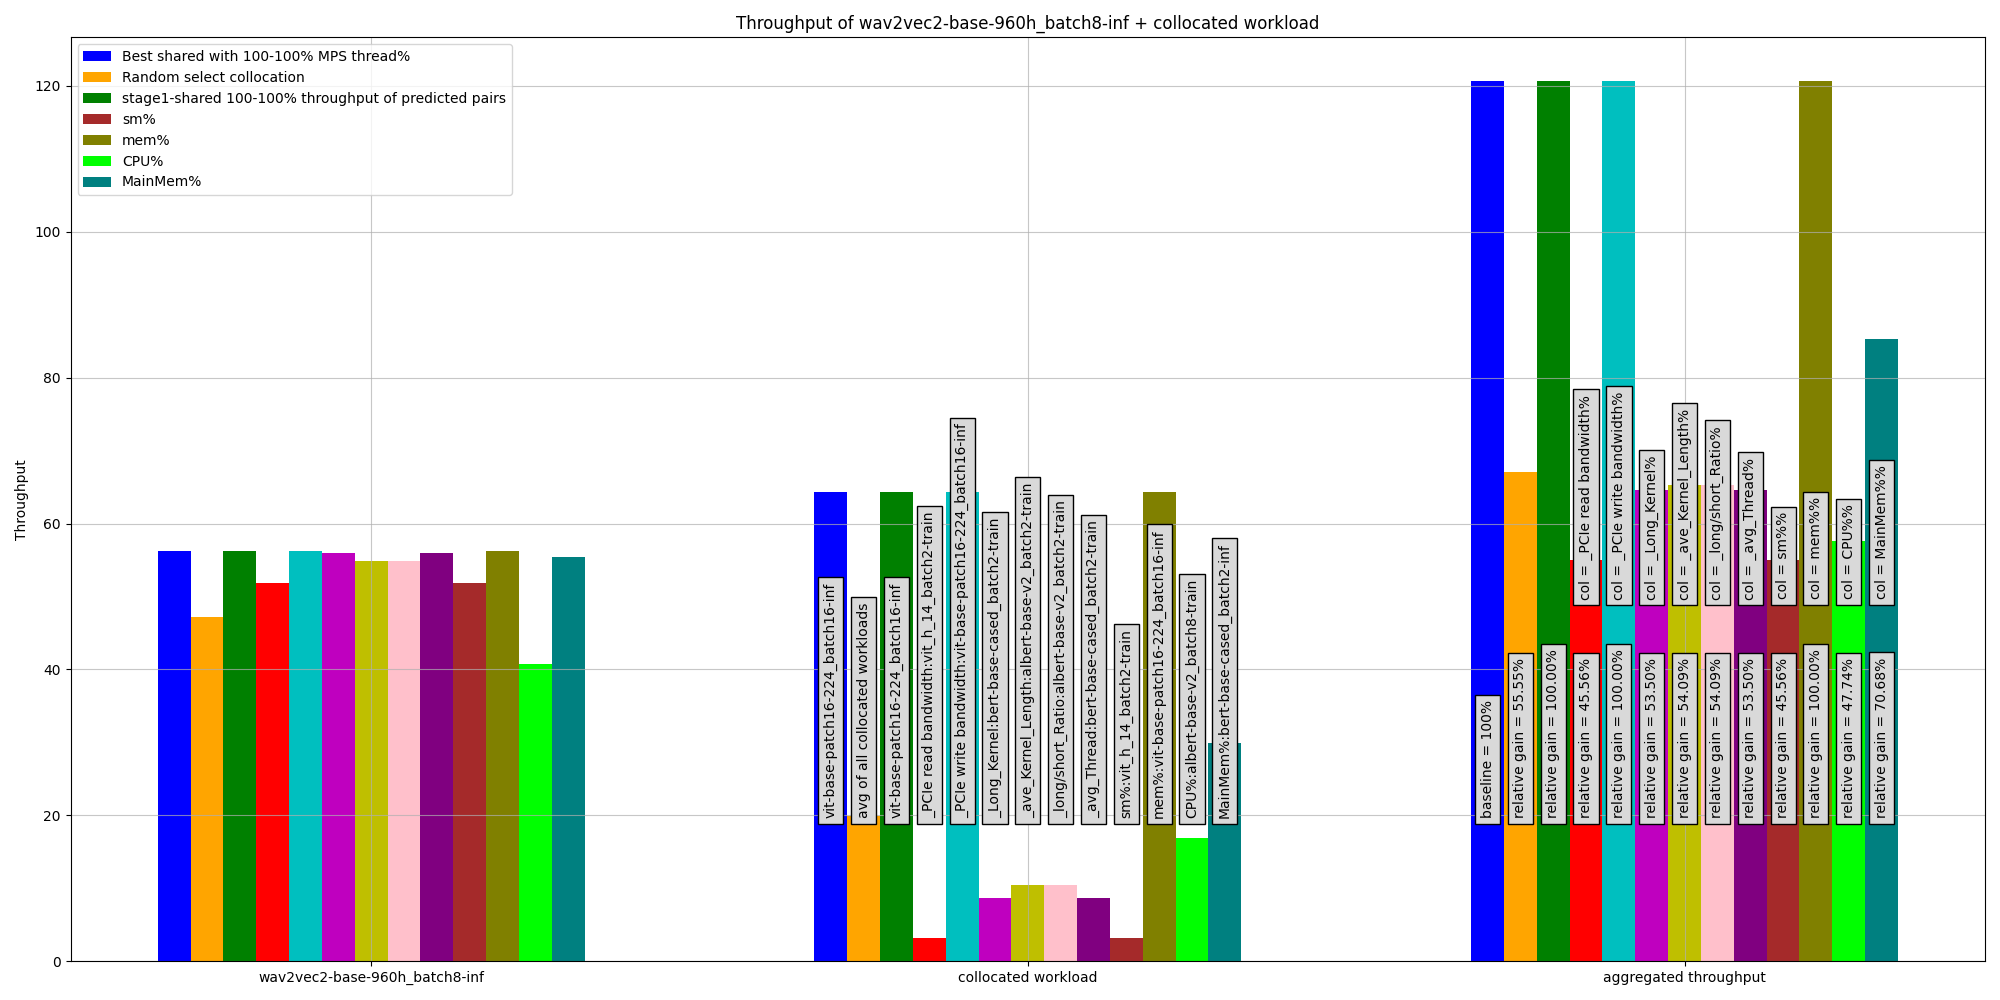 Throughput of wav2vec2-base-960h_batch8-inf + collocated workload
Best shared with 100-100% MPS thread%
Random select collocation
stage1-shared 100-100% throughput of predicted pairs
sm%
mem%
CPU%
MainMem%
Throughput
120
100
80
60
40
20
0
vit-base-patch16-224_batch16-inf
avg of all collocated workloads
vit-base-patch16-224_batch16-inf
_PCIe read bandwidth:vit_h_14_batch2-train
_PCIe write bandwidth:vit-base-patch16-224_batch16-inf
_Long_Kernel:bert-base-cased_batch2-train
_ave_Kernel_Length:albert-base-v2_batch2-train
_long/short_Ratio:albert-base-v2_batch2-train
_avg_Thread:bert-base-cased_batch2-train
sm%:vit_h_14_batch2-train
mem%:vit-base-patch16-224_batch16-inf
CPU%:albert-base-v2_batch8-train
MainMem%:bert-base-cased_batch2-inf
col = _PCIe read bandwidth%
col = _PCIe write bandwidth%
col = _Long_Kernel%
col = _ave_Kernel_Length%
col = _long/short_Ratio%
col = _avg_Thread%
col = sm%%
col = mem%%
col = CPU%%
col = MainMem%%
baseline = 100%
relative gain = 55.55%
relative gain = 100.00%
relative gain = 45.56%
relative gain = 100.00%
relative gain = 53.50%
relative gain = 54.09%
relative gain = 54.09%
relative gain = 53.50%
relative gain = 45.56%
relative gain = 100.00%
relative gain = 47.74%
relative gain = 70.68%
wav2vec2-base-960h_batch8-inf
collocated workload
aggregated throughput